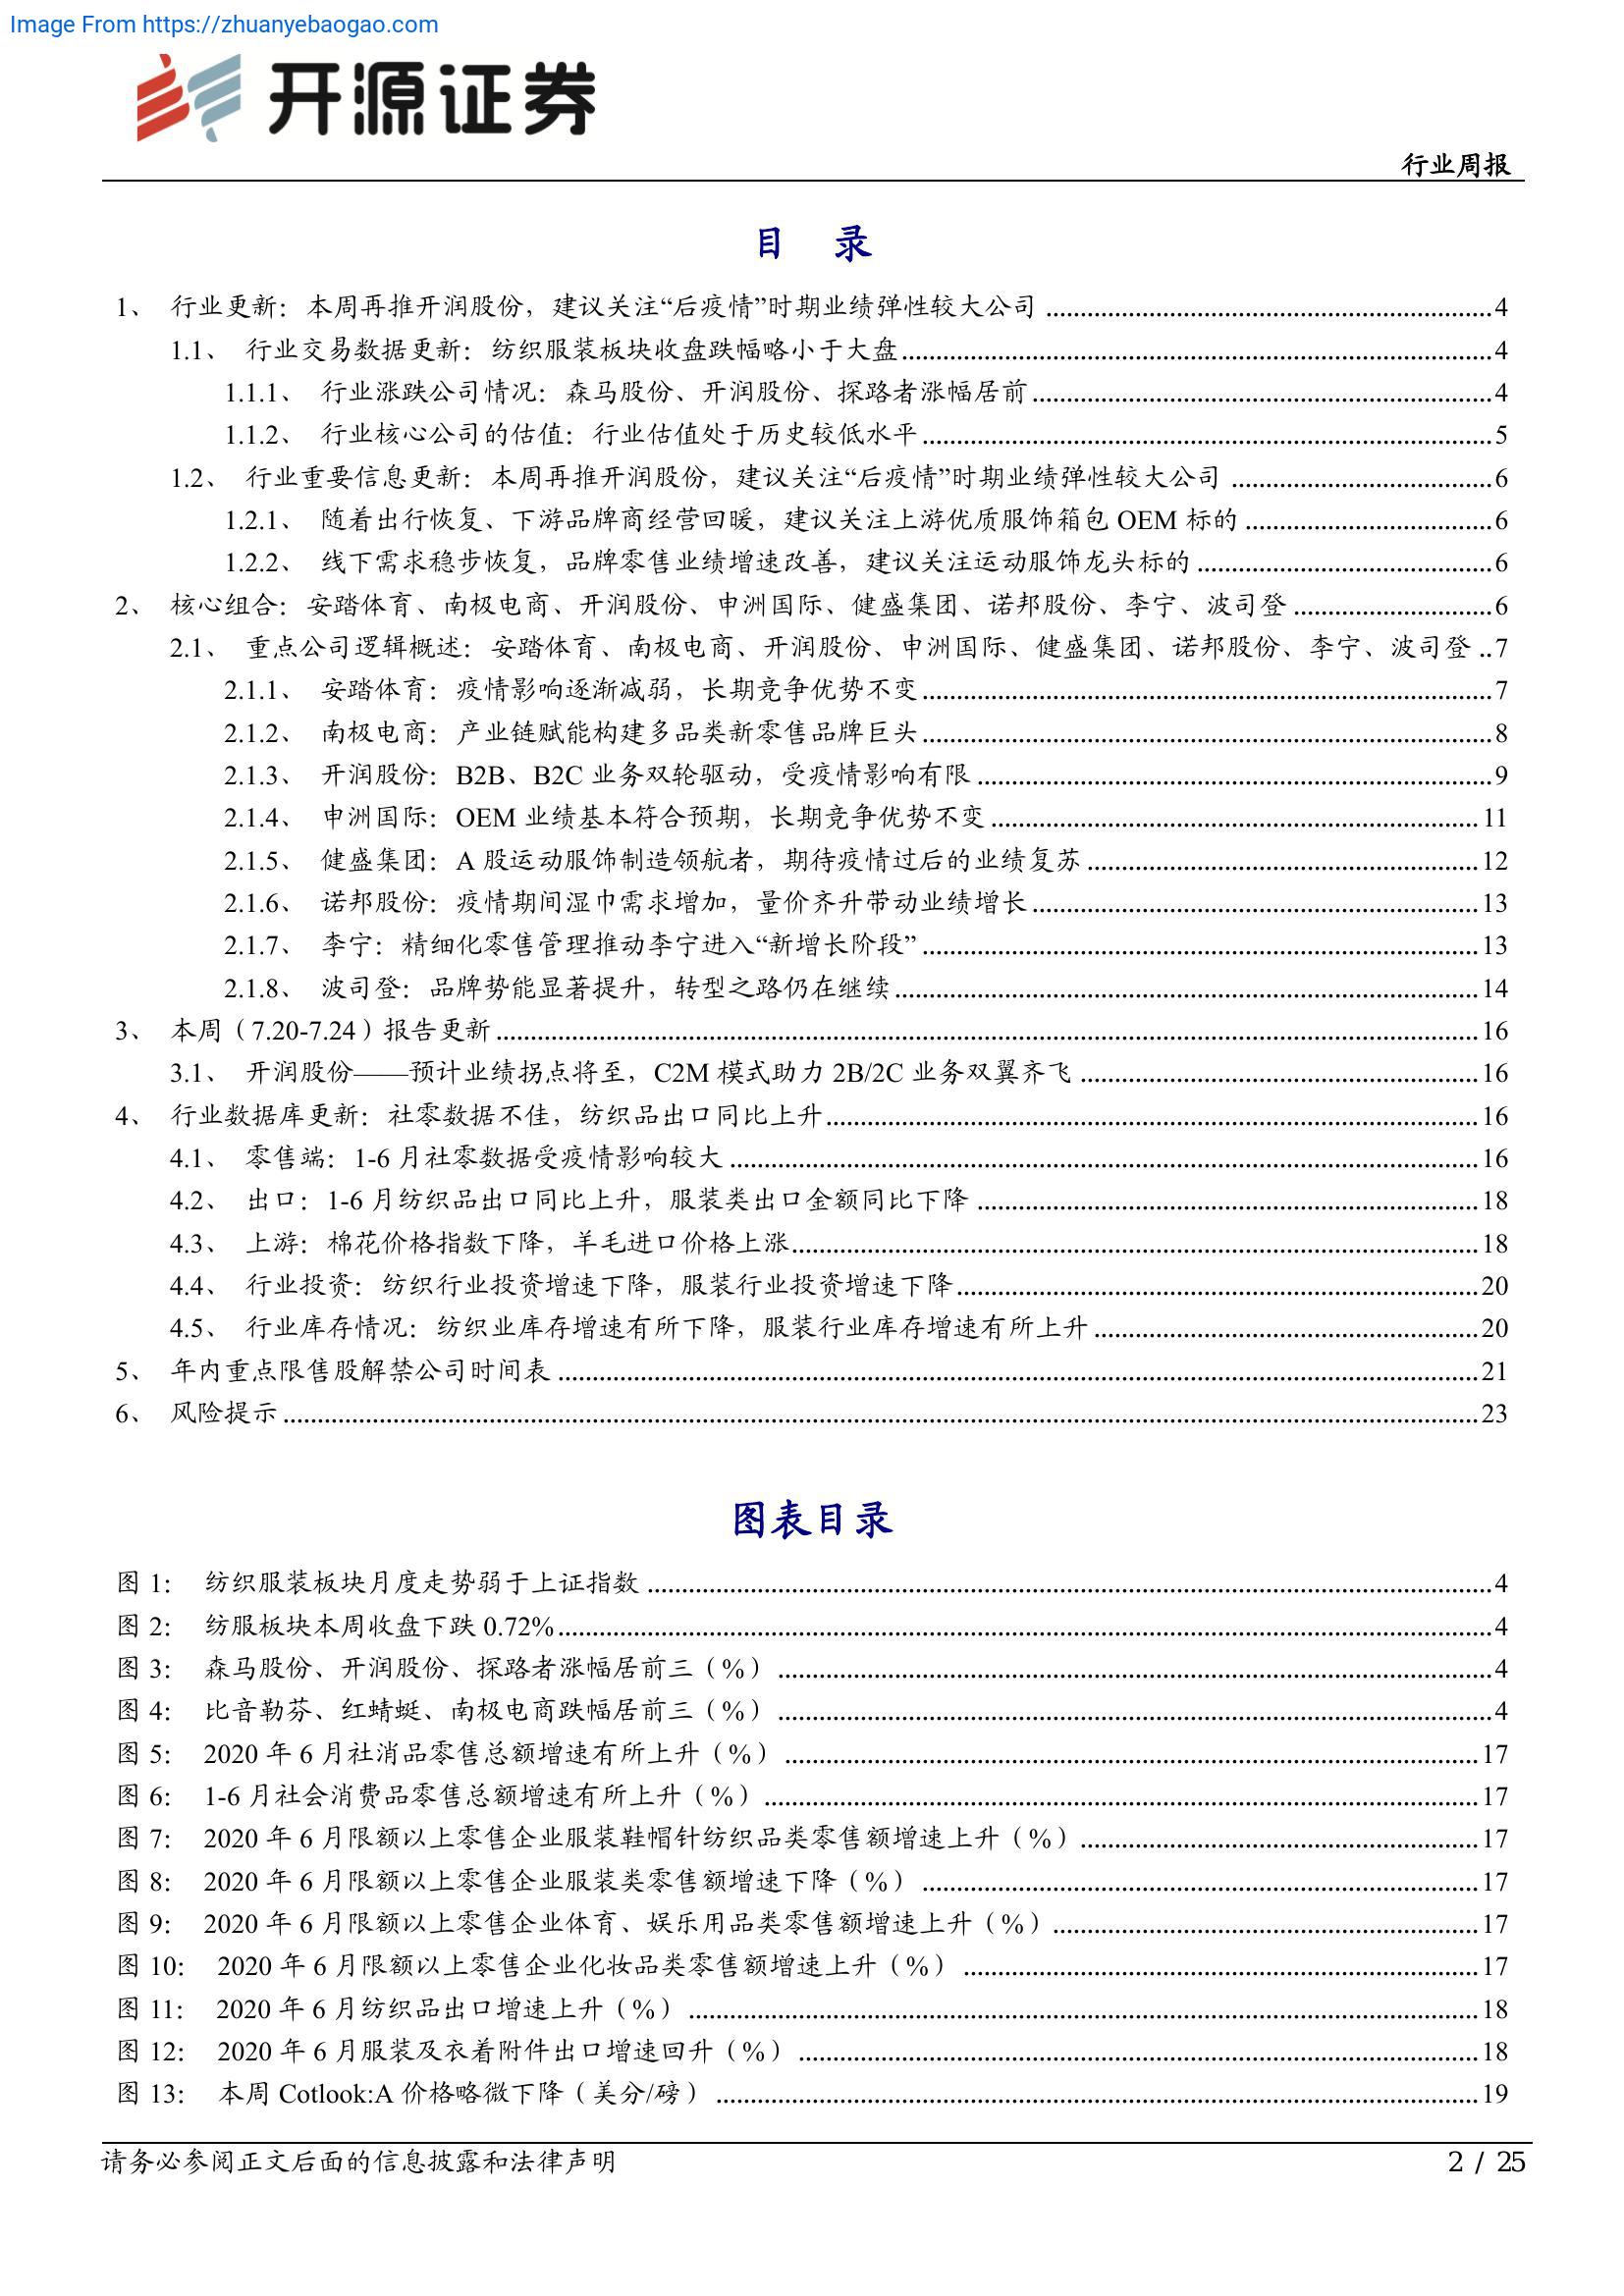 Image From https://zhuanyebaogao.com
开源证券
行业周报
目 录
1、 行业更新：本周再推开润股份，建议关注“后疫情”时期业绩弹性较大公司 4
1.1、 行业交易数据更新：纺织服装板块收盘跌幅略小于大盘 4
1.1.1、 行业涨跌公司情况：森马股份、开润股份、探路者涨幅居前 4
1.1.2、 行业核心公司的估值：行业估值处于历史较低水平 5
1.2、 行业重要信息更新：本周再推开润股份，建议关注“后疫情”时期业绩弹性较大公司 6
1.2.1、 随着出行恢复、下游品牌商经营回暖，建议关注上游优质服饰箱包 OEM 标的 6
1.2.2、 线下需求稳步恢复，品牌零售业绩增速改善，建议关注运动服饰龙头标的 6
2、 核心组合：安踏体育、南极电商、开润股份、申洲国际、健盛集团、诺邦股份、李宁、波司登 6
2.1、 重点公司逻辑概述：安踏体育、南极电商、开润股份、申洲国际、健盛集团、诺邦股份、李宁、波司登 7
2.1.1、 安踏体育：疫情影响逐渐减弱，长期竞争优势不变 7
2.1.2、 南极电商：产业链赋能构建多品类新零售品牌巨头 8
2.1.3、 开润股份：B2B、B2C 业务双轮驱动，受疫情影响有限 9
2.1.4、 申洲国际：OEM 业绩基本符合预期，长期竞争优势不变 11
2.1.5、 健盛集团：A 股运动服饰制造领航者，期待疫情过后的业绩复苏 12
2.1.6、 诺邦股份：疫情期间湿巾需求增加，量价齐升带动业绩增长 13
2.1.7、 李宁：精细化零售管理推动李宁进入“新增长阶段” 13
2.1.8、 波司登：品牌势能显著提升，转型之路仍在继续 14
3、 本周（7.20-7.24）报告更新 16
3.1、 开润股份——预计业绩拐点将至，C2M 模式助力 2B/2C 业务双翼齐飞 16
4、 行业数据库更新：社零数据不佳，纺织品出口同比上升 16
4.1、 零售端：1-6 月社零数据受疫情影响较大 16
4.2、 出口：1-6 月纺织品出口同比上升，服装类出口金额同比下降 18
4.3、 上游：棉花价格指数下降，羊毛进口价格上涨 18
4.4、 行业投资：纺织行业投资增速下降，服装行业投资增速下降 20
4.5、 行业库存情况：纺织业库存增速有所下降，服装行业库存增速有所上升 20
5、 年内重点限售股解禁公司时间表 21
6、 风险提示 23
图表目录
图 1： 纺织服装板块月度走势弱于上证指数 4
图 2： 纺服板块本周收盘下跌 0.72% 4
图 3： 森马股份、开润股份、探路者涨幅居前三（%） 4
图 4： 比音勒芬、红蜻蜓、南极电商跌幅居前三（%） 4
图 5： 2020 年 6 月社消品零售总额增速有所上升（%） 17
图 6： 1-6 月社会消费品零售总额增速有所上升（%） 17
图 7： 2020 年 6 月限额以上零售企业服装鞋帽针纺织品类零售额增速上升（%） 17
图 8： 2020 年 6 月限额以上零售企业服装类零售额增速下降（%） 17
图 9： 2020 年 6 月限额以上零售企业体育、娱乐用品类零售额增速上升（%） 17
图 10： 2020 年 6 月限额以上零售企业化妆品类零售额增速上升（%） 17
图 11： 2020 年 6 月纺织品出口增速上升（%） 18
图 12： 2020 年 6 月服装及衣着附件出口增速回升（%） 18
图 13： 本周 Cotlook:A 价格略微下降（美分/磅） 19
请务必参阅正文后面的信息披露和法律声明
2 / 25